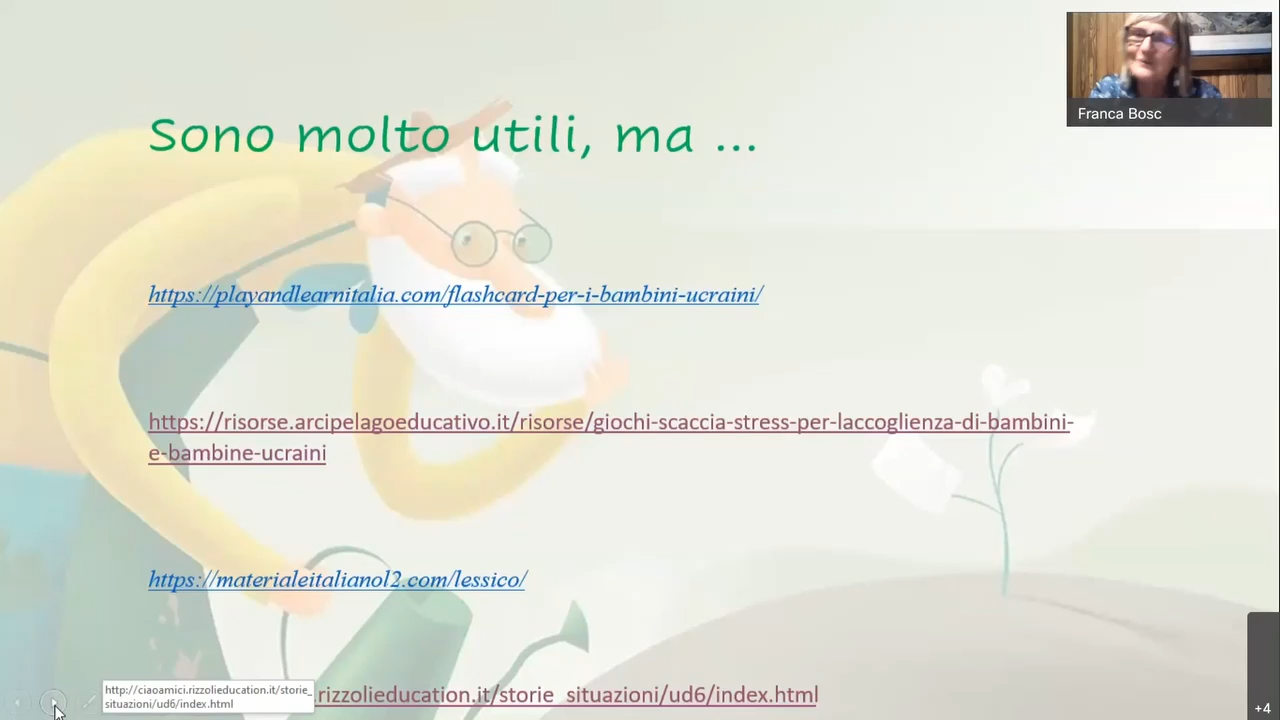 Franca Bosc
Sono molto utili, ma ...
https://playandlearnitalia.com/flashcard-per-i-bambini-ucraini/
https://risorse.arcipelagoeducativo.it/risorse/giochi-scaccia-stress-per-laccoglienza-di-bambini-
e-bambine-ucraini
https://materialeitalianol2.com/lessico/
http://ciaoamici.rizzolieducation.it/storie_
situazioni/ud6/index.html
.rizzolieducation.it/storie_situazioni/ud6/index.html
+4